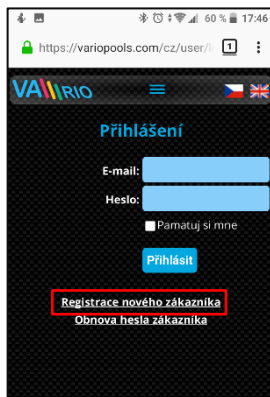 60 % 17:46
https://variopools.com/cz/user/ 1
VARIO
Přihlášení
E-mail:
Heslo:
Pamatuj si mne
Přihlásit
Registrace nového zákazníka
Obnova hesla zákazníka